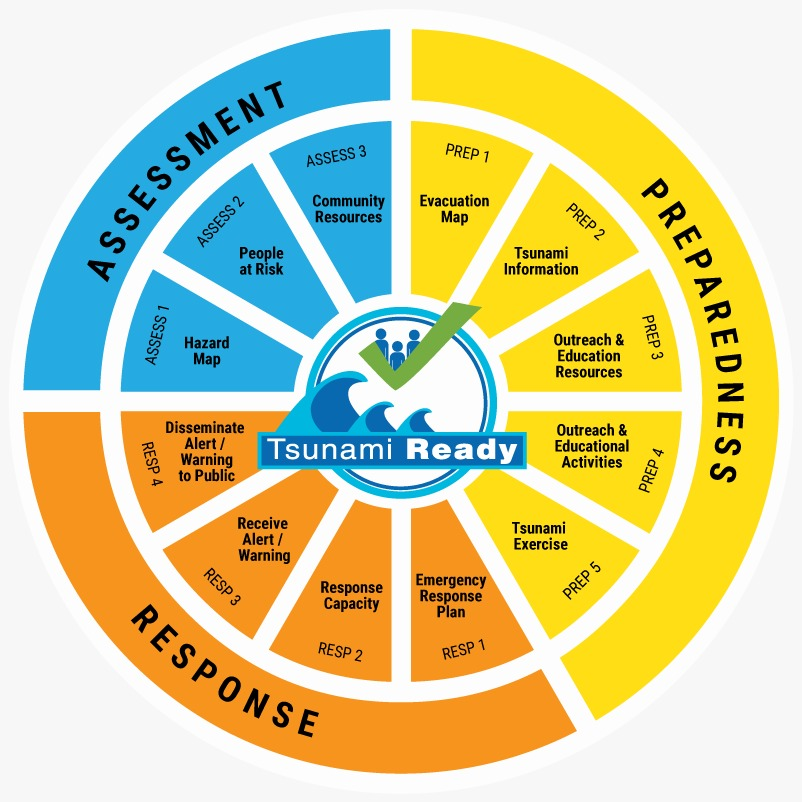 ASSESSMENT
ASSESS 1
Hazard
Map
ASSESS 2
People
at Risk
ASSESS 3
Community
Resources
PREPAREDNESS
PREP 1
Evacuation
Map
PREP 2
Tsunami
Information
PREP 3
Outreach &
Education
Resources
PREP 4
Outreach &
Educational
Activities
PREP 5
Tsunami
Exercise
RESPONSE
RESP 1
Emergency
Response
Plan
RESP 2
Response
Capacity
RESP 3
Receive
Alert /
Warning
RESP 4
Disseminate
Alert /
Warning
to Public
Tsunami Ready